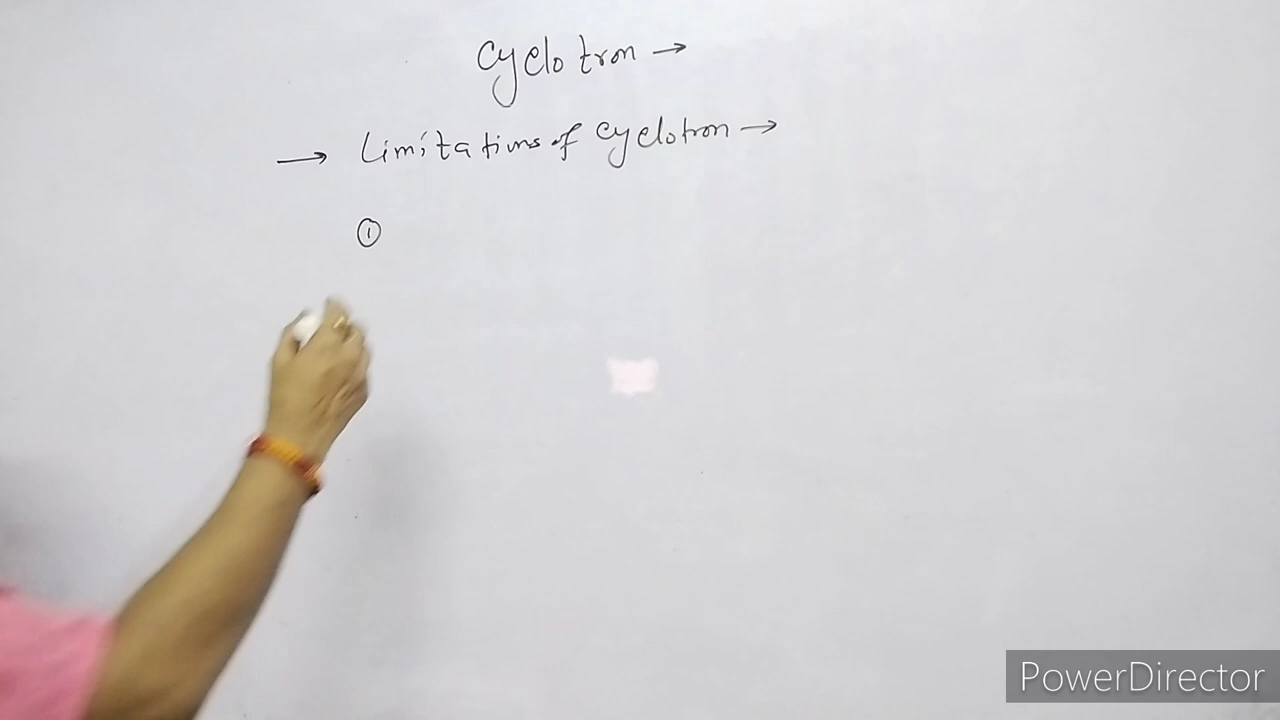 Cyclotron →
→ Limitations of Cyclotron →
①
PowerDirector